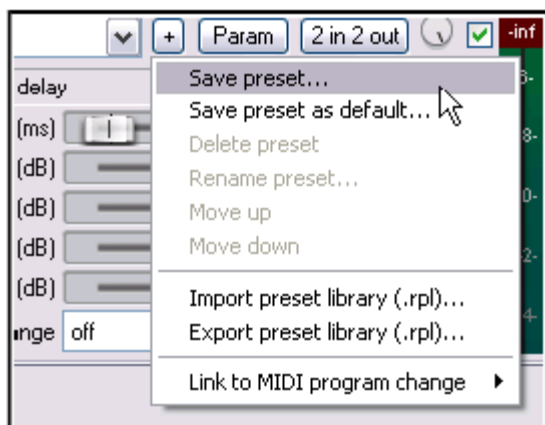 + Param 2 in 2 out -inf
Save preset...
delay
Save preset as default...
(ms)
Delete preset
(dB)
Rename preset...
(dB)
Move up
(dB)
Move down
(dB)
Import preset library (.rpl)...
off
Export preset library (.rpl)...
Link to MIDI program change